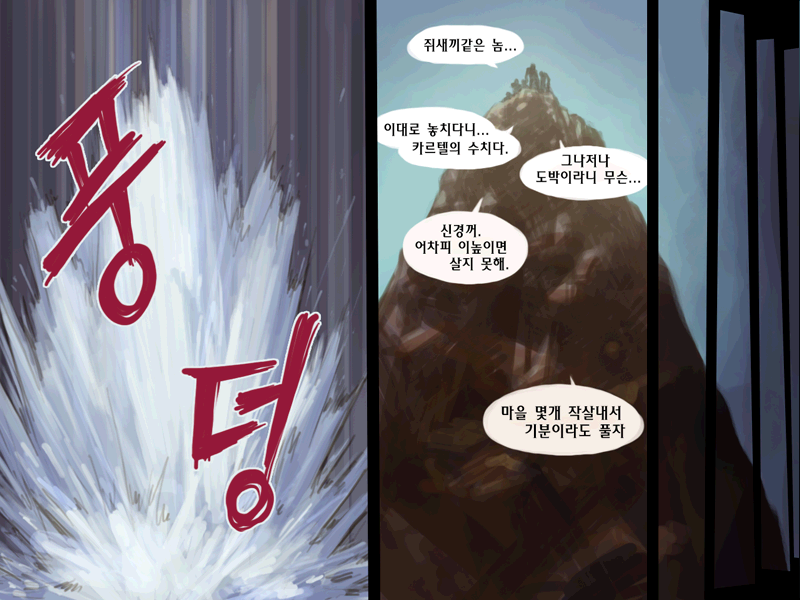 풍
덩
쥐새끼같은 놈...
이대로 놓치다니...
카르텔의 수치다.
그나저나
도박이라니 무슨...
신경꺼.
어차피 이높이면
살지 못해.
마을 몇개 작살내서
기분이라도 풀자